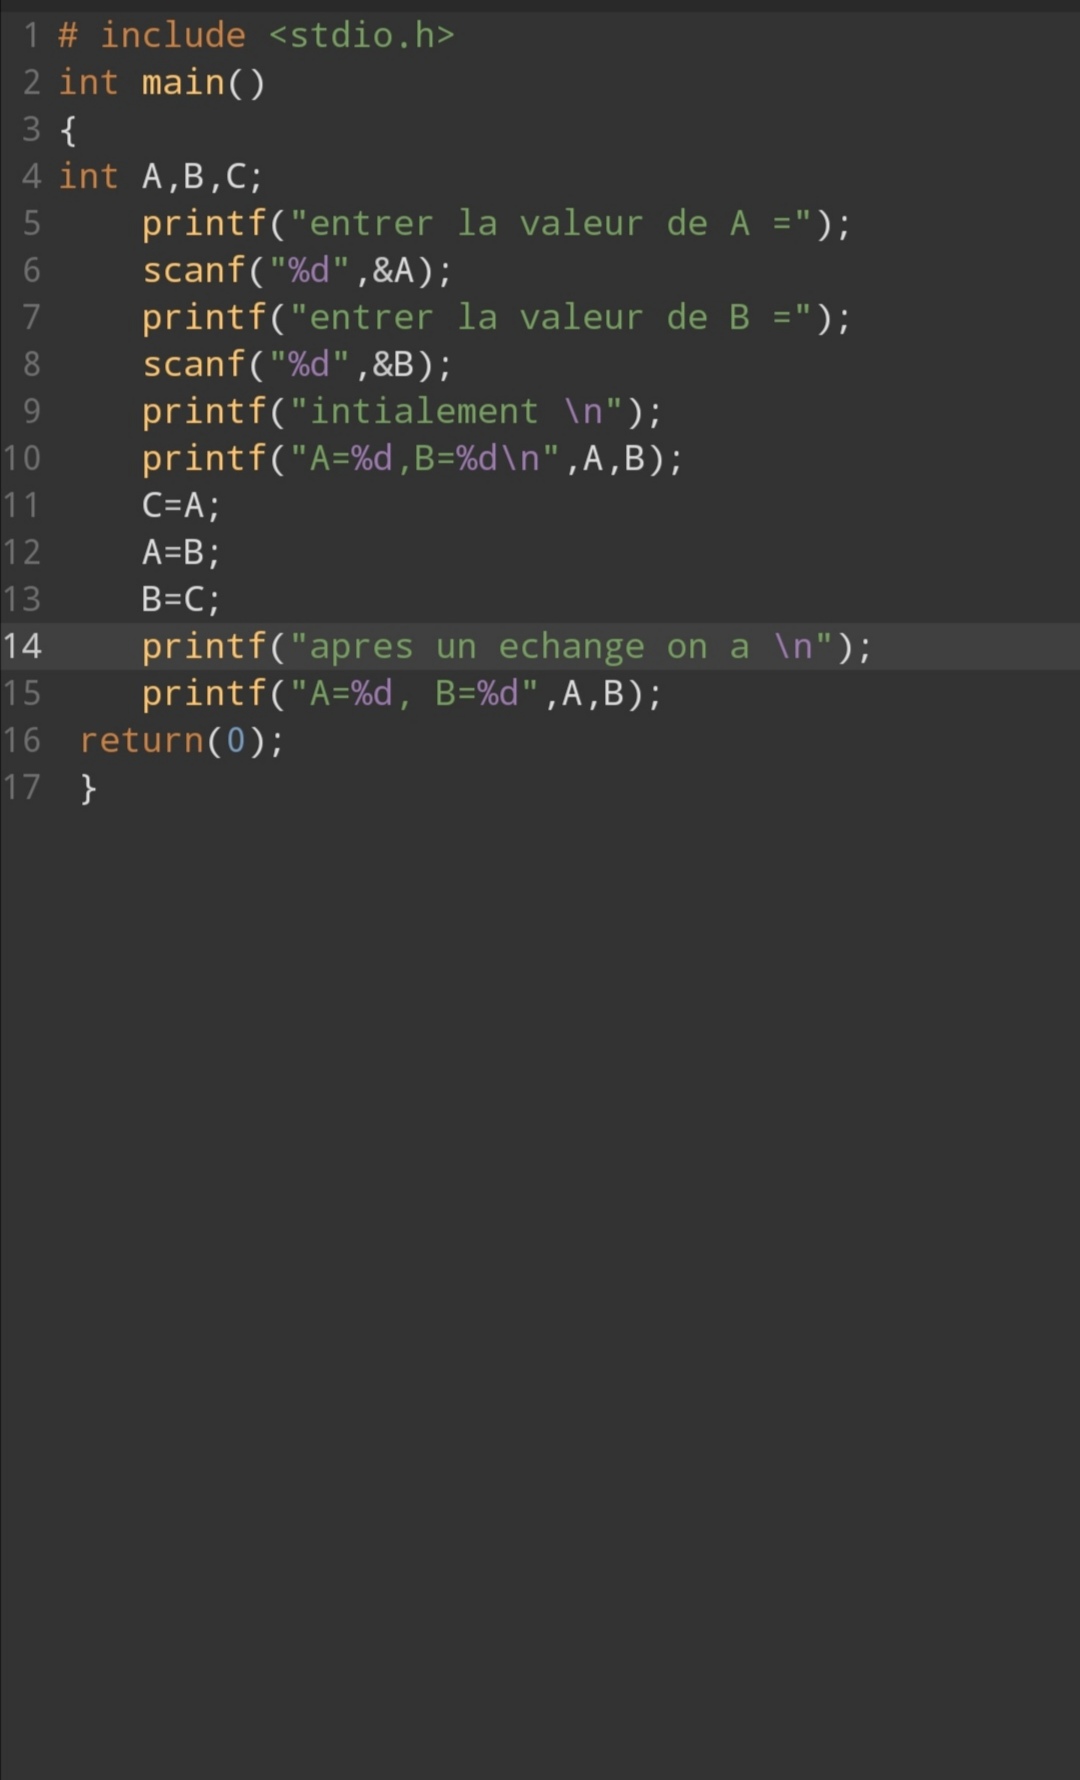 1 # include <stdio.h>
2 int main()
3 {
4 int A,B,C;
5     printf("entrer la valeur de A =");
6     scanf("%d",&A);
7     printf("entrer la valeur de B =");
8     scanf("%d",&B);
9     printf("intialement \n");
10     printf("A=%d,B=%d\n",A,B);
11     C=A;
12     A=B;
13     B=C;
14     printf("apres un echange on a \n");
15     printf("A=%d, B=%d",A,B);
16  return(0);
17  }